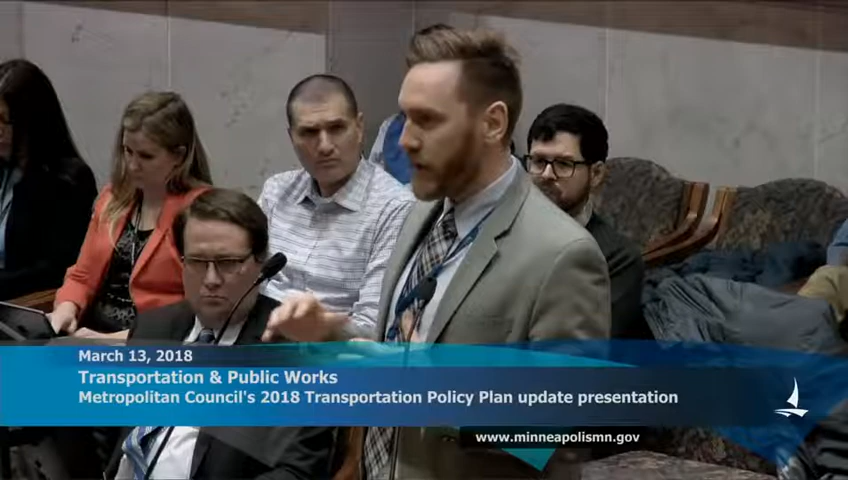 March 13, 2018
Transportation & Public Works
Metropolitan Council's 2018 Transportation Policy Plan update presentation
www.minneapolismn.gov